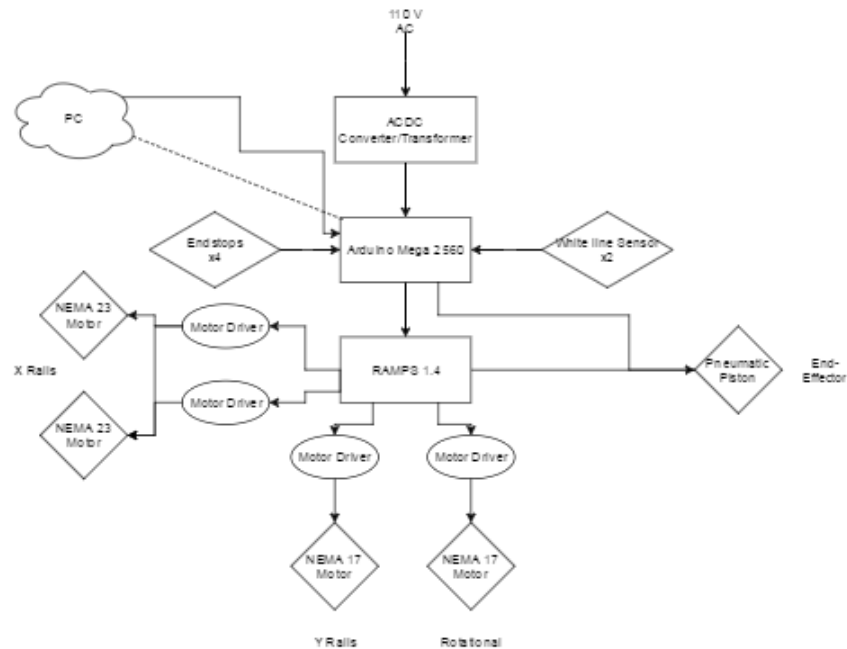 110 V
AC
PC
ACDC
Converter/Transformer
Endstops
x4
Arduino Mega 2560
White line Sensor
x2
NEMA 23
Motor
Motor Driver
X Rails
RAMPS 1.4
Pneumatic
Piston
End-
Effector
NEMA 23
Motor
Motor Driver
Motor Driver
Motor Driver
NEMA 17
Motor
NEMA 17
Motor
Y Rails
Rotational